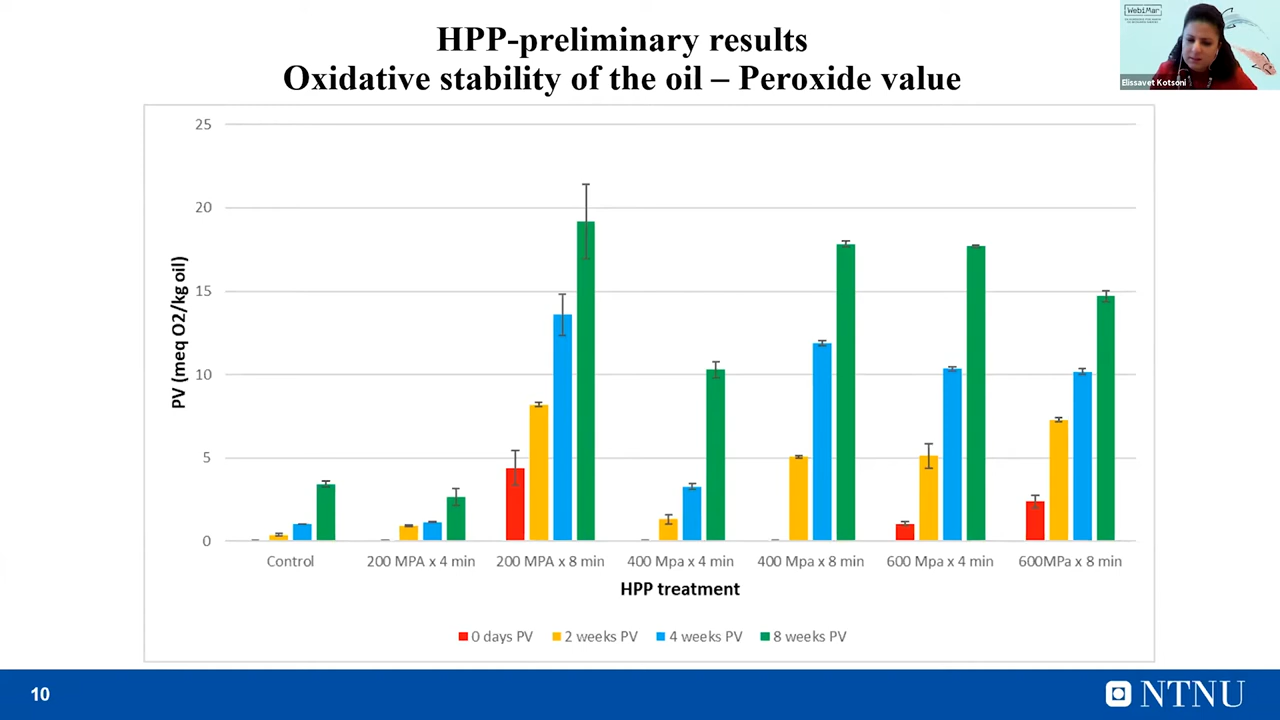 HPP-preliminary results
Oxidative stability of the oil – Peroxide value
WebiMar
Elissavet Kotsoni
25
20
15
10
5
0
PV (meq O2/kg oil)
Control
200 MPA x 4 min
200 MPA x 8 min
400 Mpa x 4 min
400 Mpa x 8 min
600 Mpa x 4 min
600MPa x 8 min
HPP treatment
0 days PV
2 weeks PV
4 weeks PV
8 weeks PV
10
NTNU